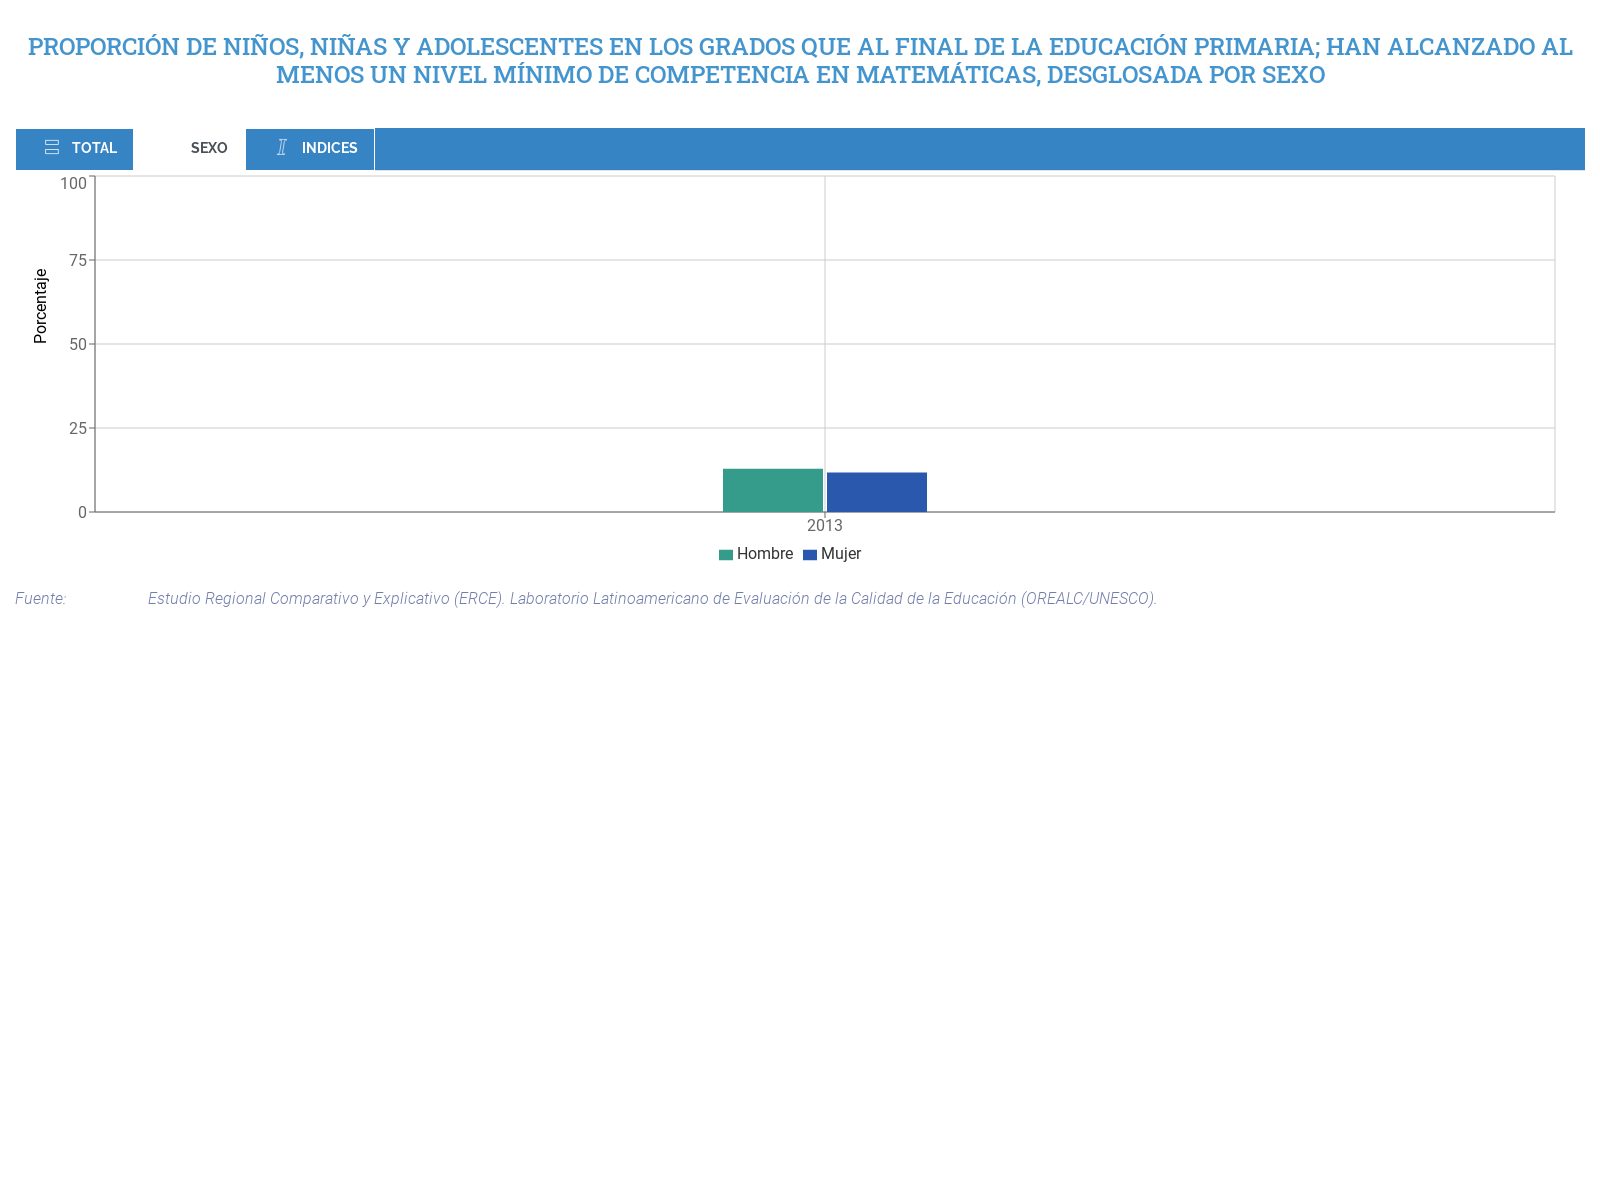 PROPORCIÓN DE NIÑOS, NIÑAS Y ADOLESCENTES EN LOS GRADOS QUE AL FINAL DE LA EDUCACIÓN PRIMARIA; HAN ALCANZADO AL
MENOS UN NIVEL MÍNIMO DE COMPETENCIA EN MATEMÁTICAS, DESGLOSADA POR SEXO
TOTAL SEXO INDICES
Porcentaje
100
75
50
25
0
2013
Hombre Mujer
Fuente: Estudio Regional Comparativo y Explicativo (ERCE). Laboratorio Latinoamericano de Evaluación de la Calidad de la Educación (OREALC/UNESCO).